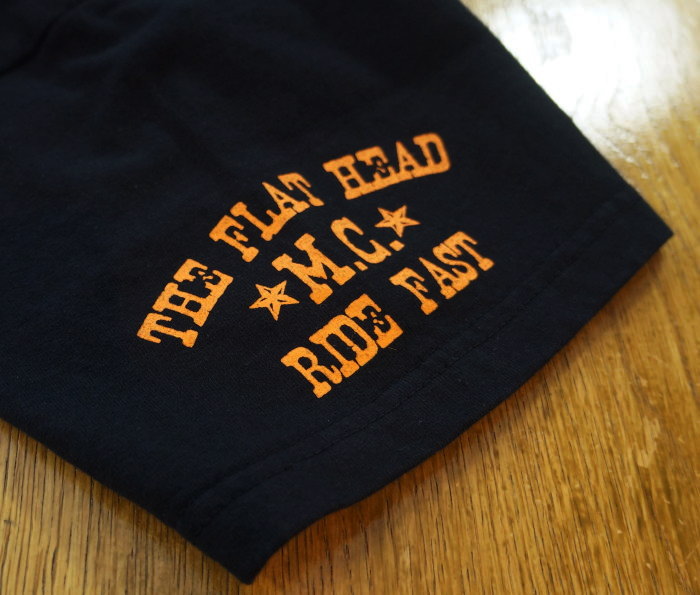 THE FLAT HEAD
M.C.
RIDE FAST